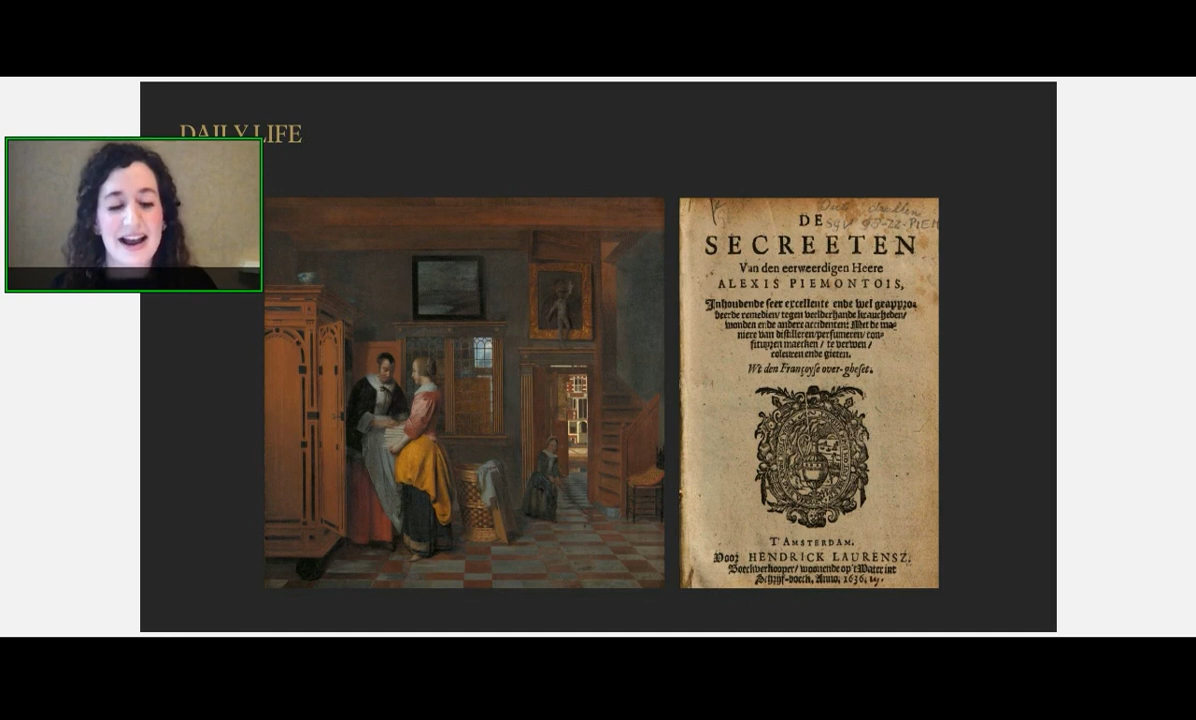 DAILY LIFE
DE
SECREETEN
Van den eerweerdigen Heere
ALEXIS PIEMONTOIS,
Inhoudende seer excellente ende wel geappro-
beerde remedien/ tegen veelderhande kranckheden/
wonden ende andere accidenten: Met de ma-
niere van distilleren/perfumeren/con-
fituren maecken / te verwen /
coleuren ende gieten.
Wt den Françoyse over-gheset.
T'AMSTERDAM.
Voor HENDRICK LAURENSZ.
Boeckverkooper/ woonende op't Water int
Schrijf-boeck, Anno, 1636.